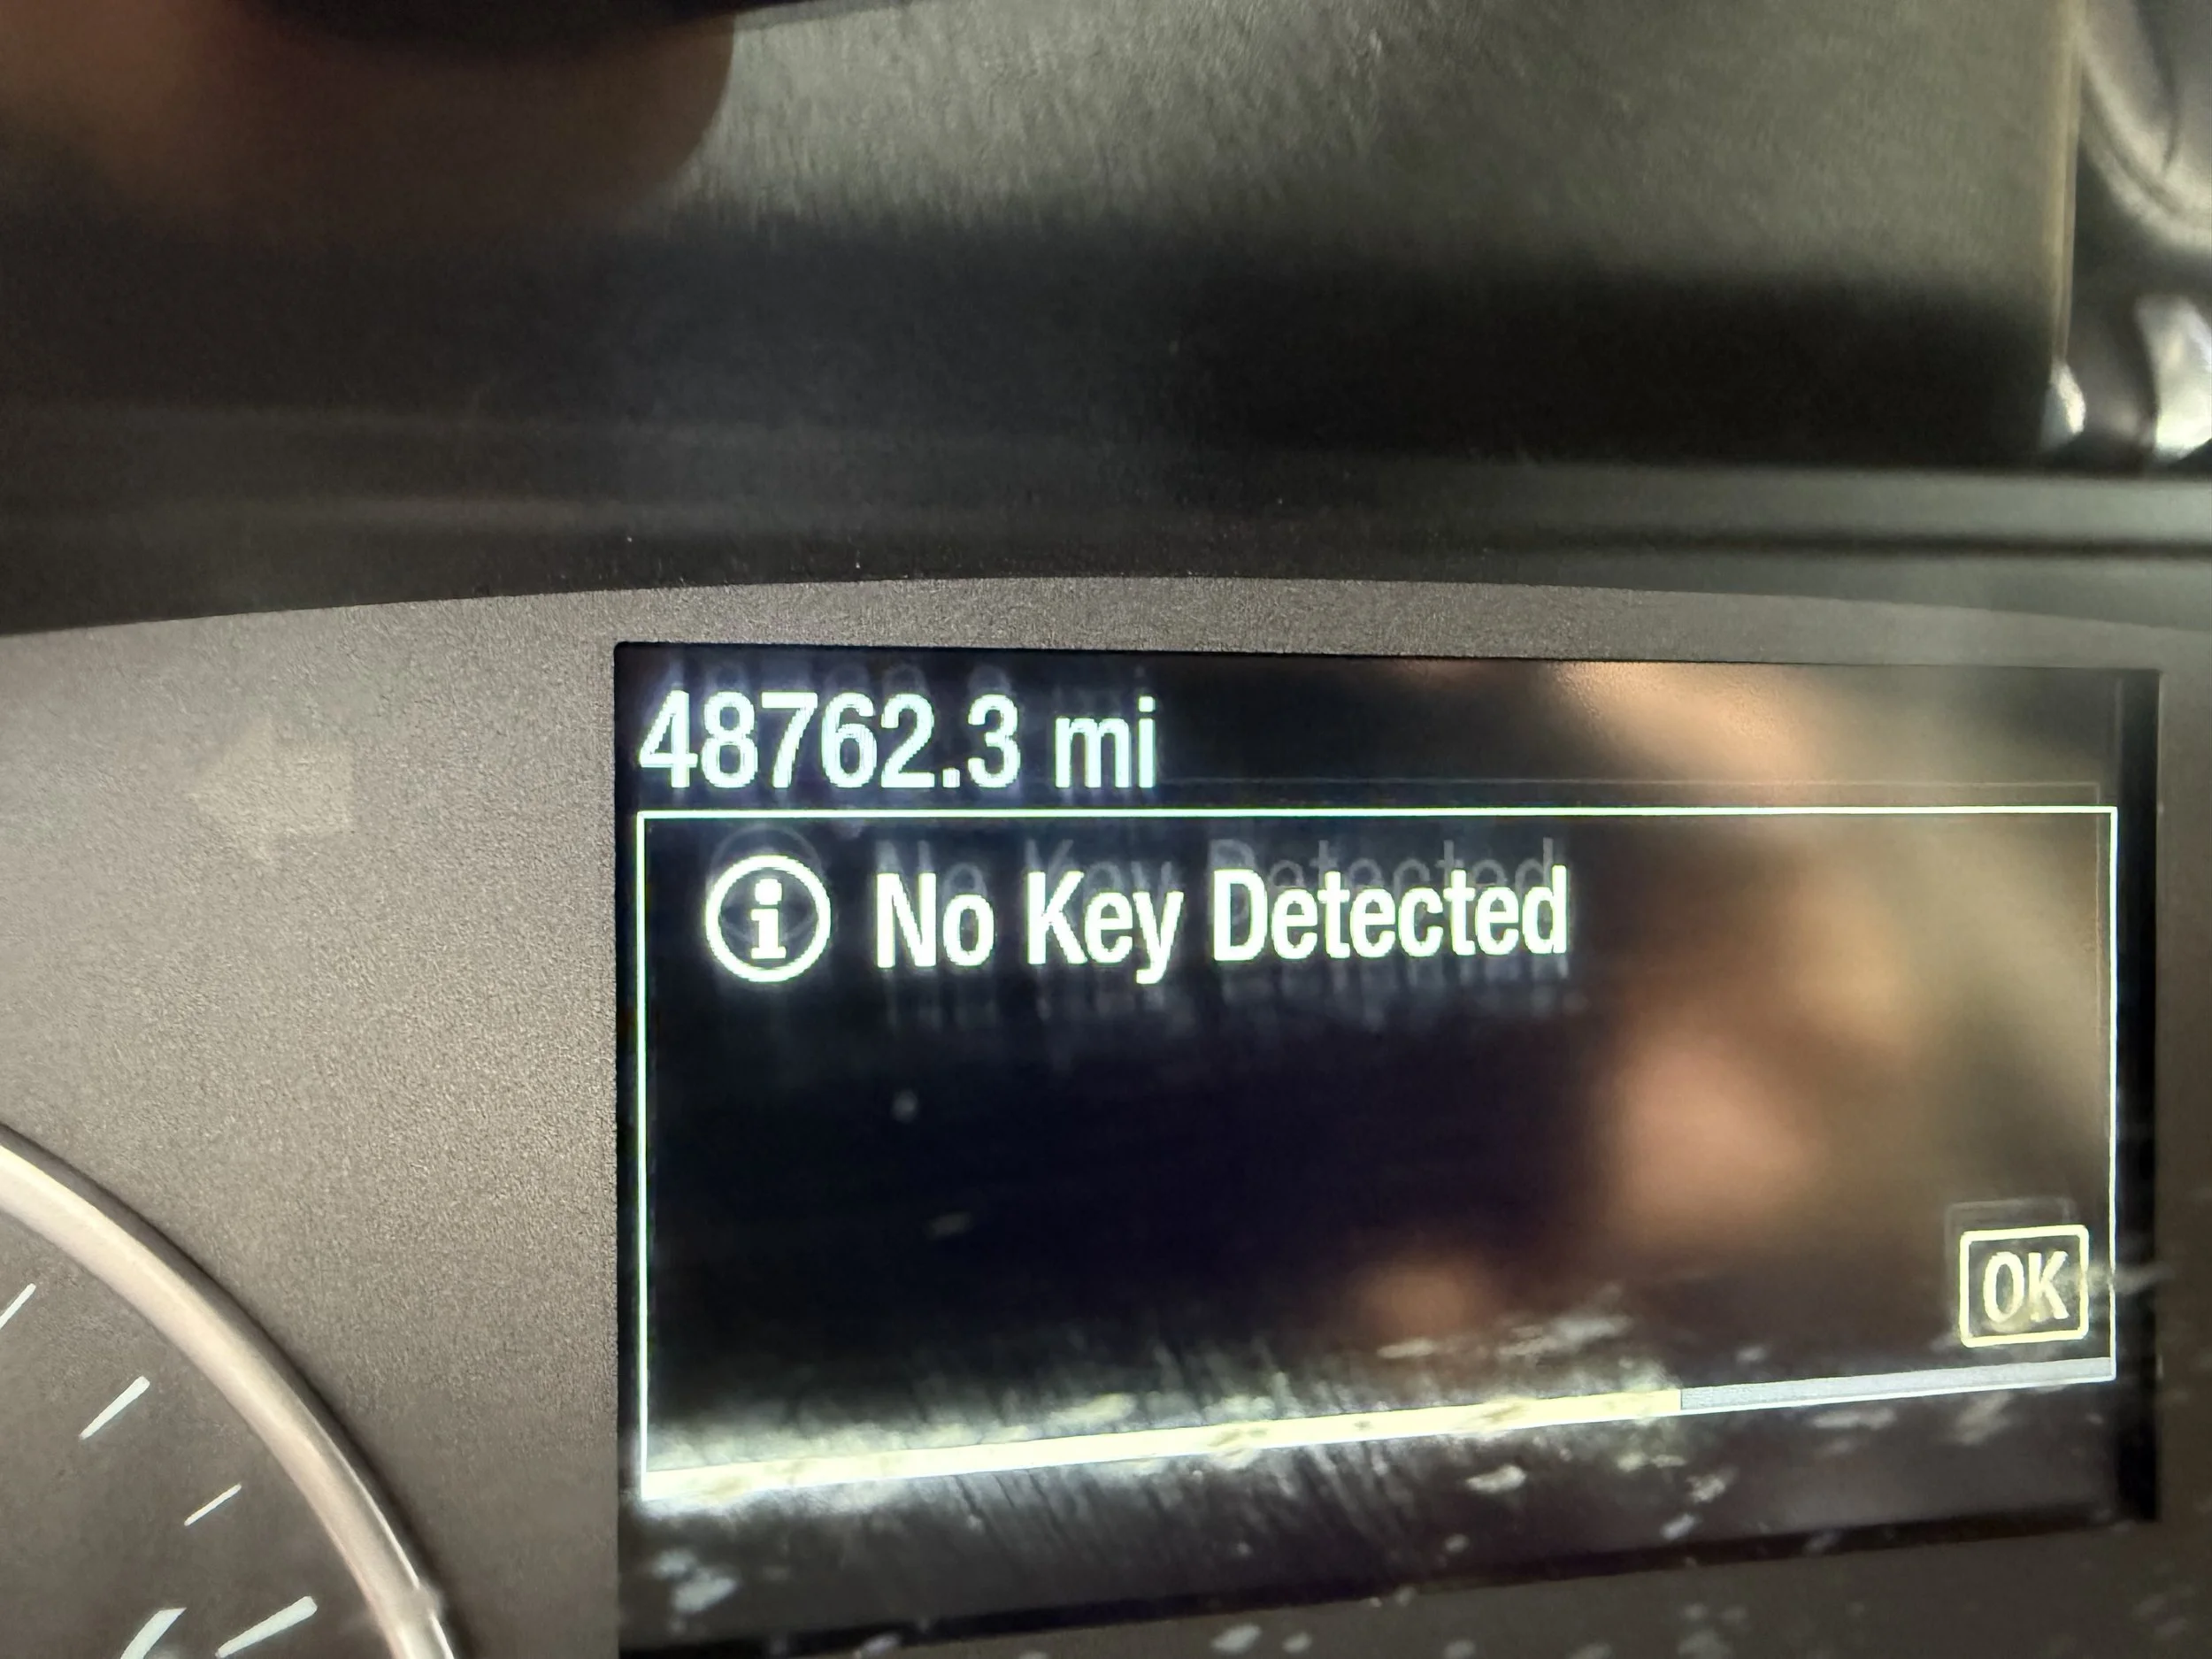 48762.3 mi
i No Key Detected
OK